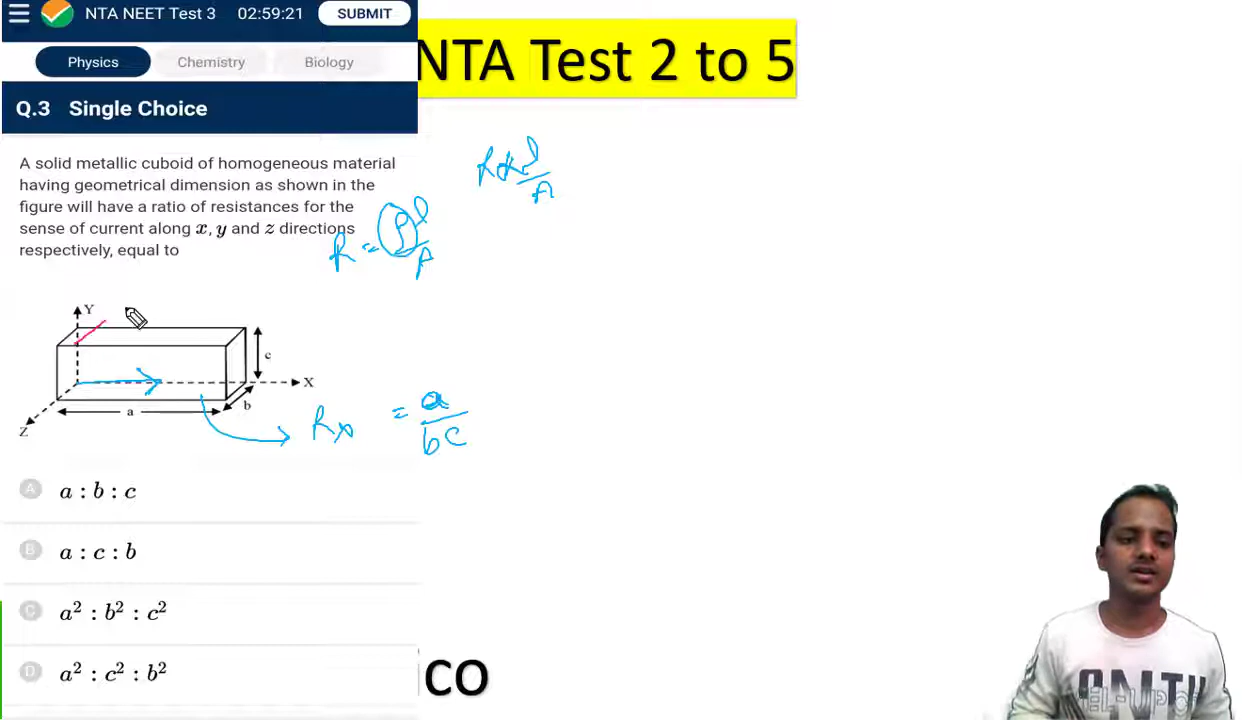 NTA NEET Test 3 02:59:21 SUBMIT
NTA Test 2 to 5
Physics Chemistry Biology
Q.3 Single Choice
A solid metallic cuboid of homogeneous material
having geometrical dimension as shown in the
figure will have a ratio of resistances for the
sense of current along x, y and z directions
respectively, equal to
R ∝ l/A
R = ρl/A
Y
c
X
b
a
Z
Rx = a/bc
A a : b : c
B a : c : b
C a² : b² : c²
D a² : c² : b²
co